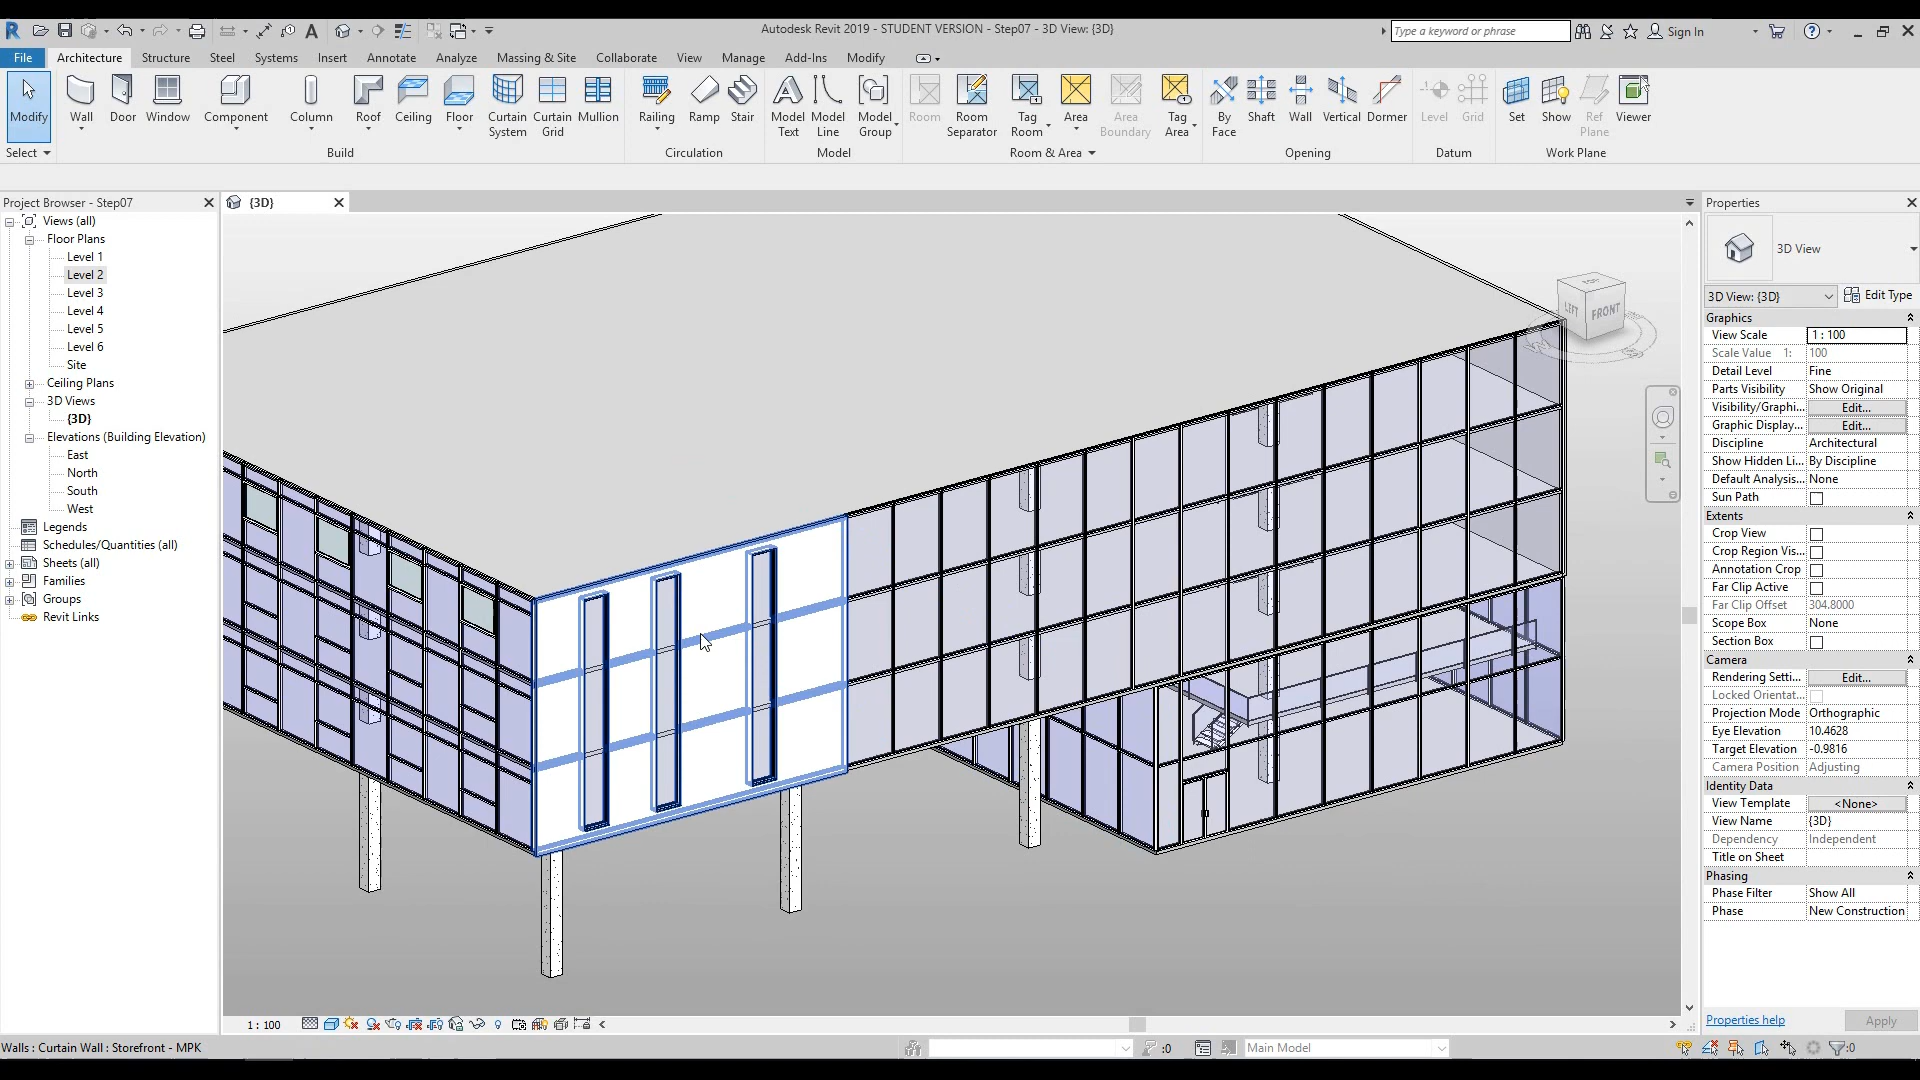 Autodesk Revit 2019 - STUDENT VERSION - Step07 - 3D View: {3D}
Type a keyword or phrase
Sign In
File Architecture Structure Steel Systems Insert Annotate Analyze Massing & Site Collaborate View Manage Add-Ins Modify
Modify Wall Door Window Component Column Roof Ceiling Floor Curtain System Curtain Grid Mullion Railing Ramp Stair Model Text Model Line Model Group Room Room Separator Tag Room Area Area Boundary Tag Area By Face Shaft Wall Vertical Dormer Level Grid Set Show Ref Plane Viewer
Select Build Circulation Model Room & Area Opening Datum Work Plane
Project Browser - Step07
Views (all)
Floor Plans
Level 1
Level 2
Level 3
Level 4
Level 5
Level 6
Site
Ceiling Plans
3D Views
{3D}
Elevations (Building Elevation)
East
North
South
West
Legends
Schedules/Quantities (all)
Sheets (all)
Families
Groups
Revit Links
{3D}
TOP
LEFT
FRONT
Properties
3D View
3D View: {3D}
Edit Type
Graphics
View Scale 1 : 100
Scale Value 1: 100
Detail Level Fine
Parts Visibility Show Original
Visibility/Graphi... Edit...
Graphic Display... Edit...
Discipline Architectural
Show Hidden Li... By Discipline
Default Analysis... None
Sun Path
Extents
Crop View
Crop Region Vis...
Annotation Crop
Far Clip Active
Far Clip Offset 304.8000
Scope Box None
Section Box
Camera
Rendering Setti... Edit...
Locked Orientat...
Projection Mode Orthographic
Eye Elevation 10.4628
Target Elevation -0.9816
Camera Position Adjusting
Identity Data
View Template <None>
View Name {3D}
Dependency Independent
Title on Sheet
Phasing
Phase Filter Show All
Phase New Construction
Properties help
Apply
1 : 100
Walls : Curtain Wall : Storefront - MPK
:0
Main Model
:0